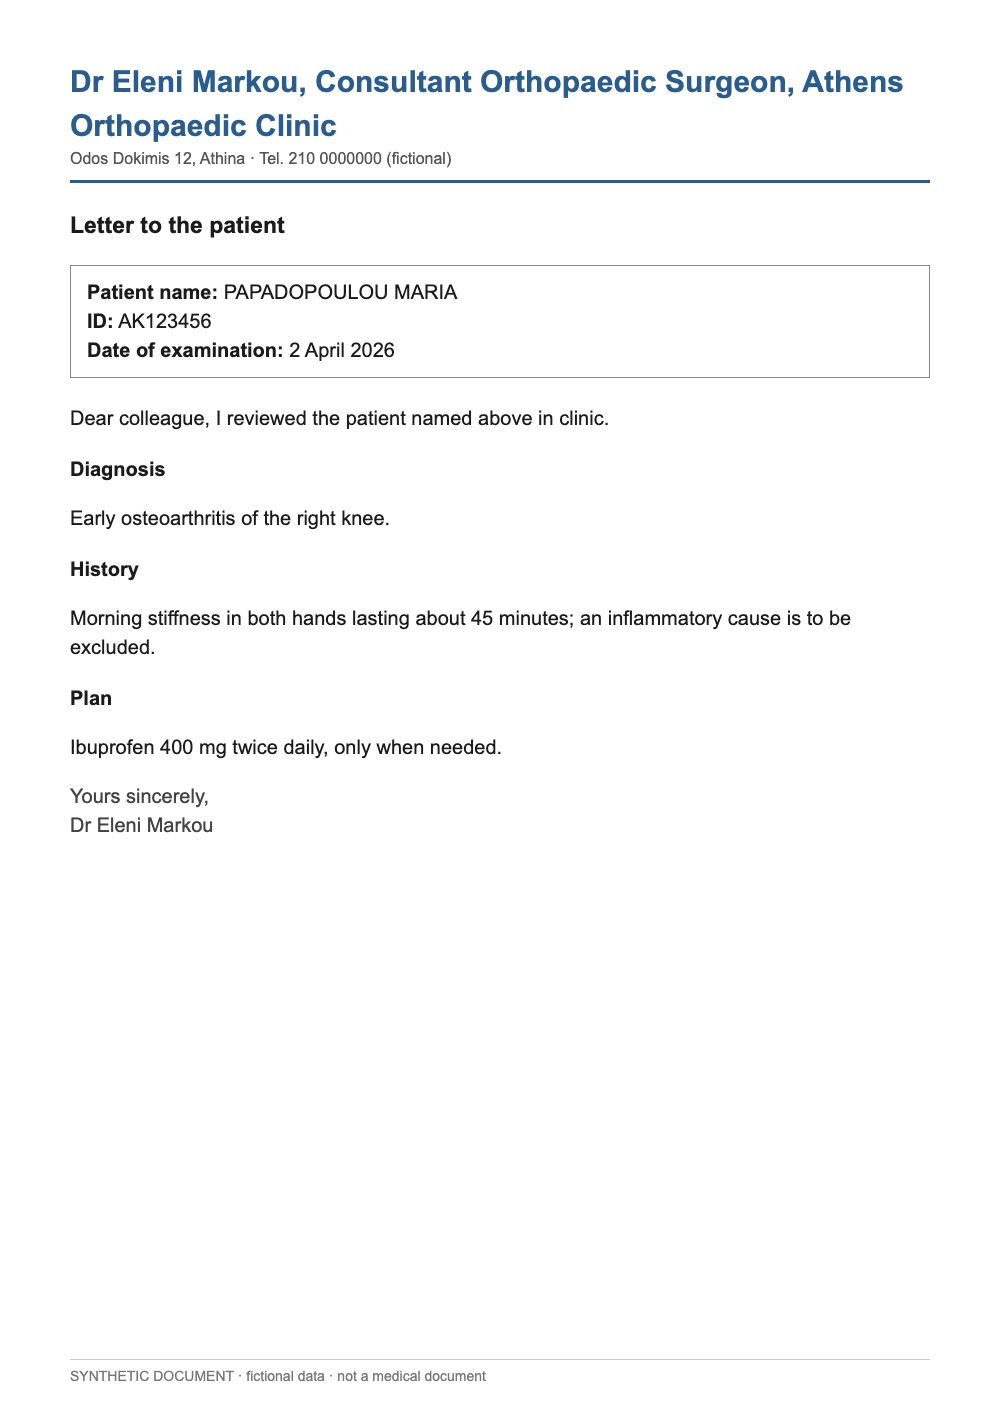 Dr Eleni Markou, Consultant Orthopaedic Surgeon, Athens
Orthopaedic Clinic
Odos Dokimis 12, Athina · Tel. 210 0000000 (fictional)
Letter to the patient
Patient name: PAPADOPOULOU MARIA
ID: AK123456
Date of examination: 2 April 2026
Dear colleague, I reviewed the patient named above in clinic.
Diagnosis
Early osteoarthritis of the right knee.
History
Morning stiffness in both hands lasting about 45 minutes; an inflammatory cause is to be
excluded.
Plan
Ibuprofen 400 mg twice daily, only when needed.
Yours sincerely,
Dr Eleni Markou
SYNTHETIC DOCUMENT · fictional data · not a medical document